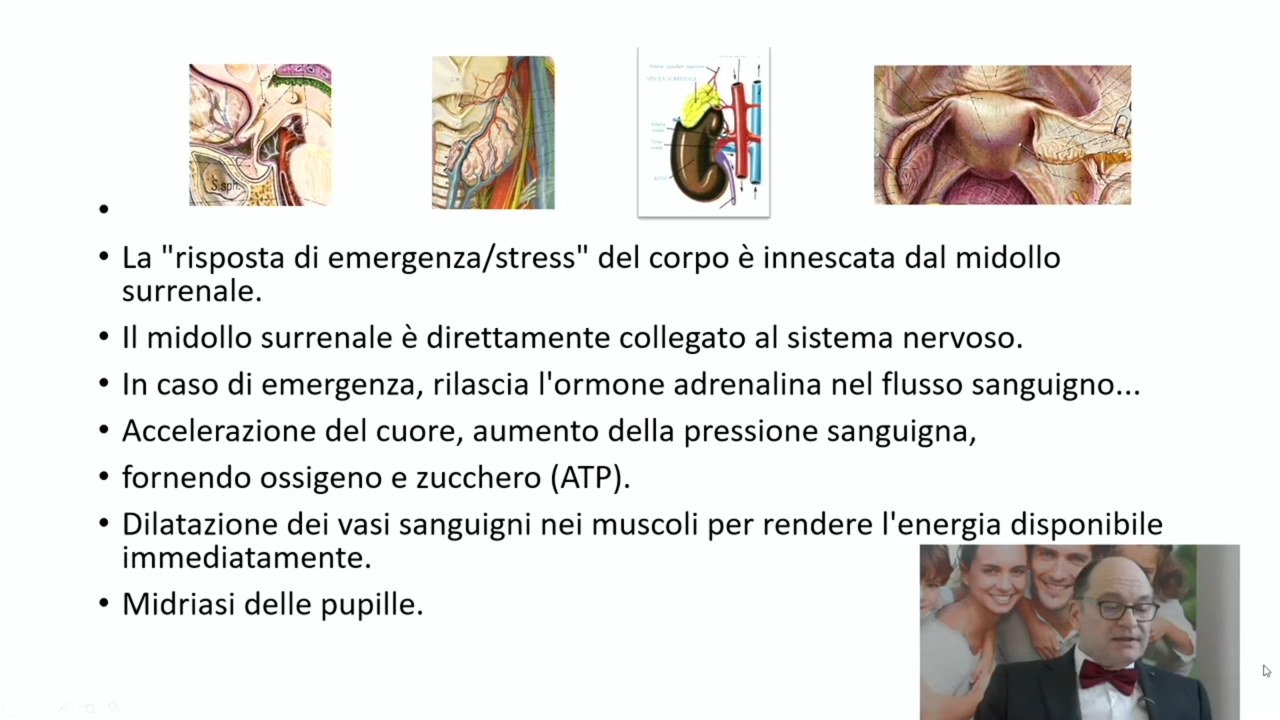 S.sph.
• 
• La "risposta di emergenza/stress" del corpo è innescata dal midollo
surrenale.
• Il midollo surrenale è direttamente collegato al sistema nervoso.
• In caso di emergenza, rilascia l'ormone adrenalina nel flusso sanguigno...
• Accelerazione del cuore, aumento della pressione sanguigna,
• fornendo ossigeno e zucchero (ATP).
• Dilatazione dei vasi sanguigni nei muscoli per rendere l'energia disponibile
immediatamente.
• Midriasi delle pupille.